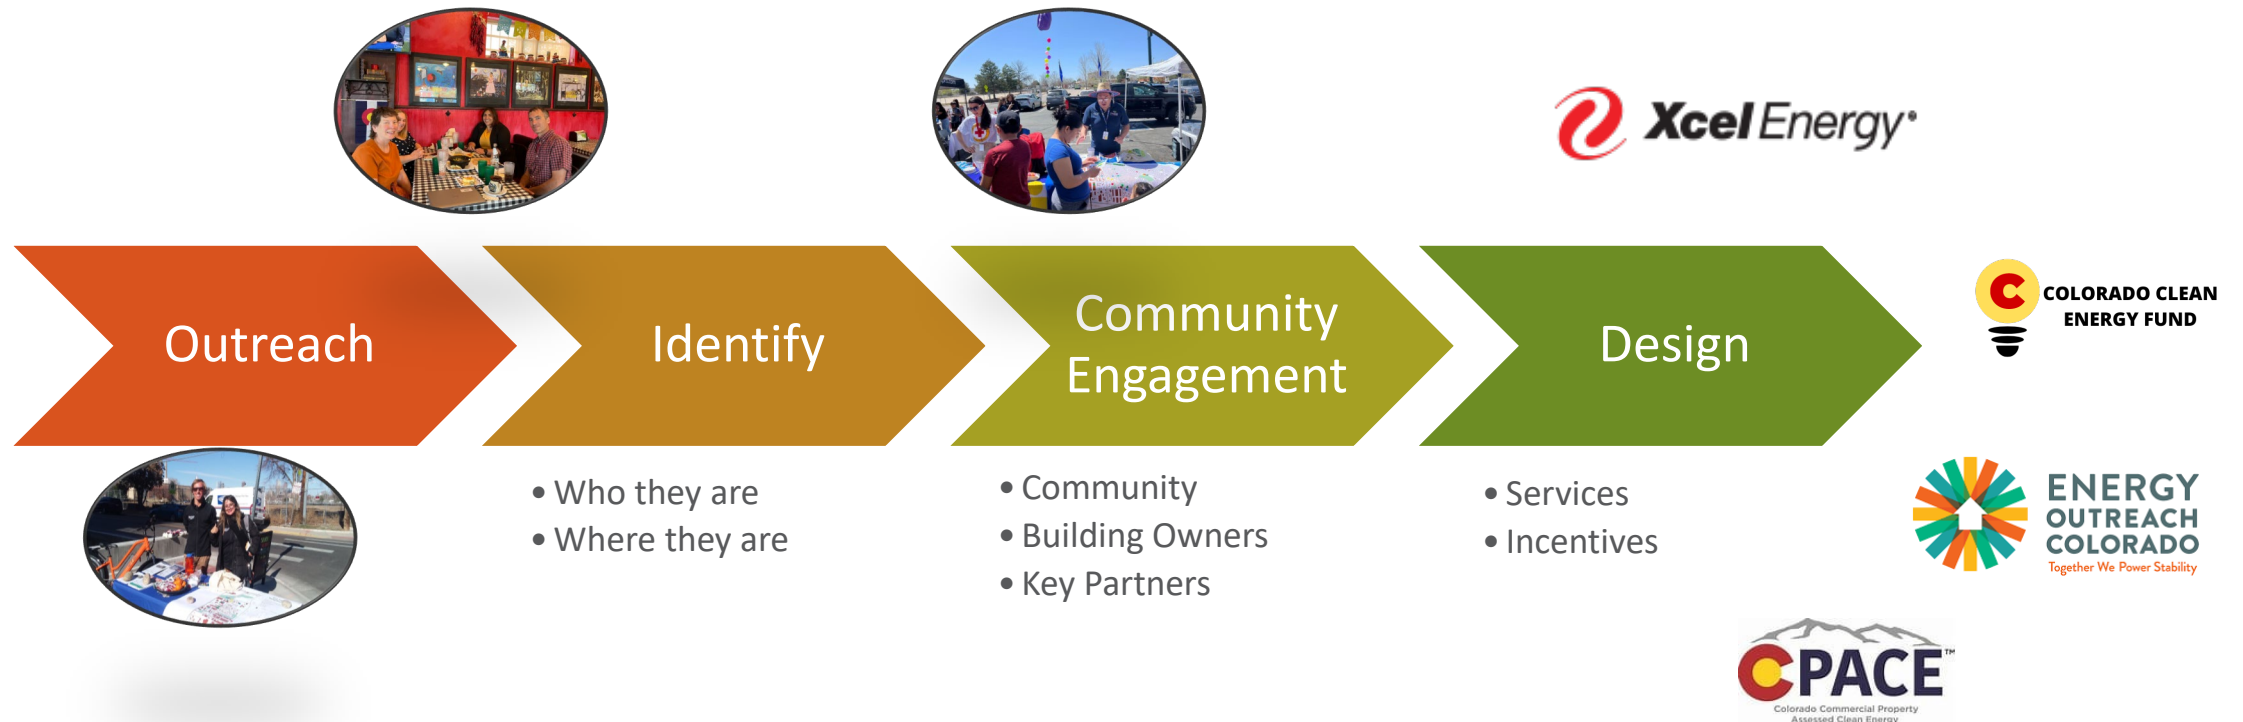 Xcel Energy®
Outreach
Identify
• Who they are
• Where they are
Community
Engagement
• Community
• Building Owners
• Key Partners
Design
• Services
• Incentives
COLORADO CLEAN
ENERGY FUND
ENERGY
OUTREACH
COLORADO
Together We Power Stability
CPACE™
Colorado Commercial Property
Assessed Clean Energy